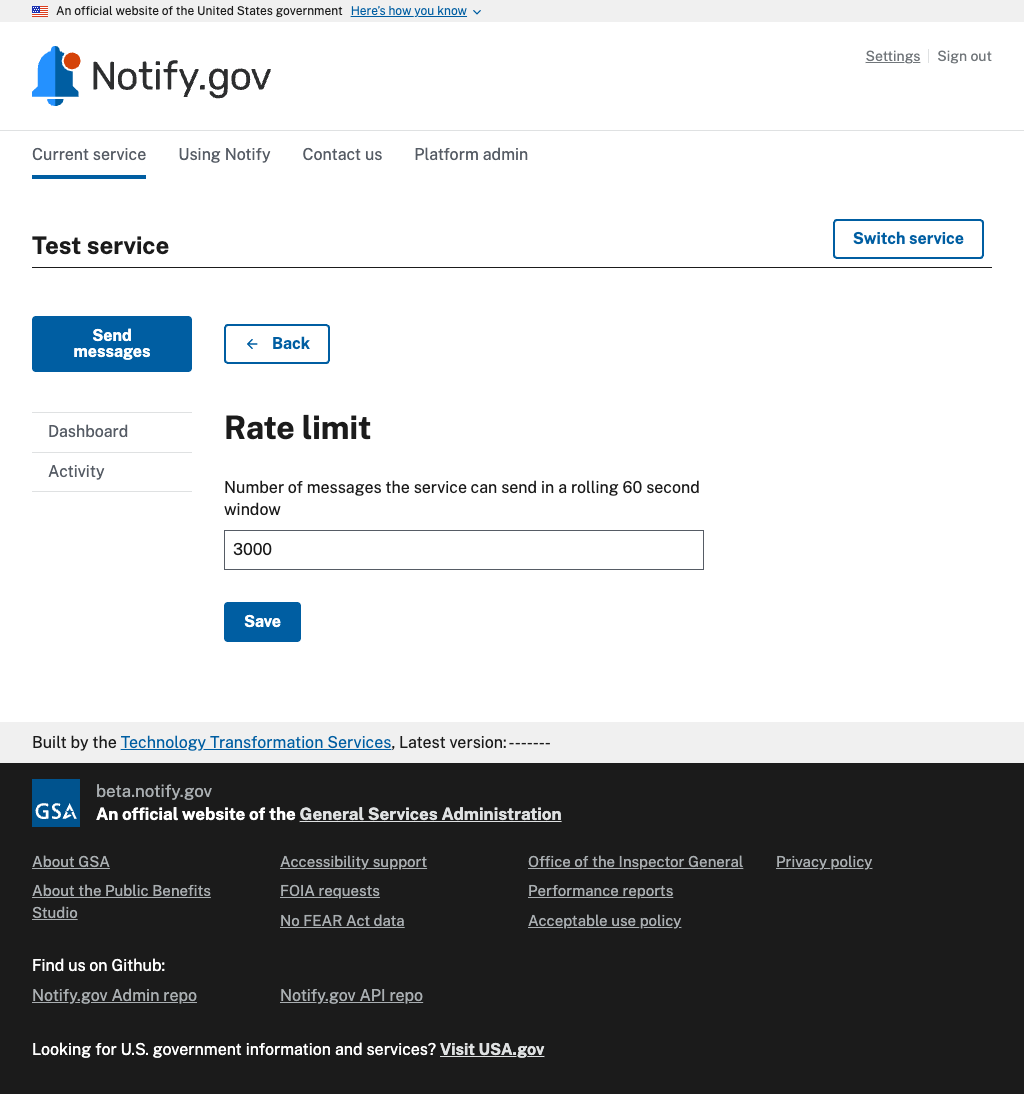 An official website of the United States government Here's how you know
Notify.gov
Settings Sign out
Current service Using Notify Contact us Platform admin
Test service
Switch service
Send
messages
Back
Dashboard
Activity
Rate limit
Number of messages the service can send in a rolling 60 second
window
3000
Save
Built by the Technology Transformation Services, Latest version: -------
GSA
beta.notify.gov
An official website of the General Services Administration
About GSA
About the Public Benefits
Studio
Accessibility support
FOIA requests
No FEAR Act data
Office of the Inspector General
Performance reports
Acceptable use policy
Privacy policy
Find us on Github:
Notify.gov Admin repo
Notify.gov API repo
Looking for U.S. government information and services? Visit USA.gov